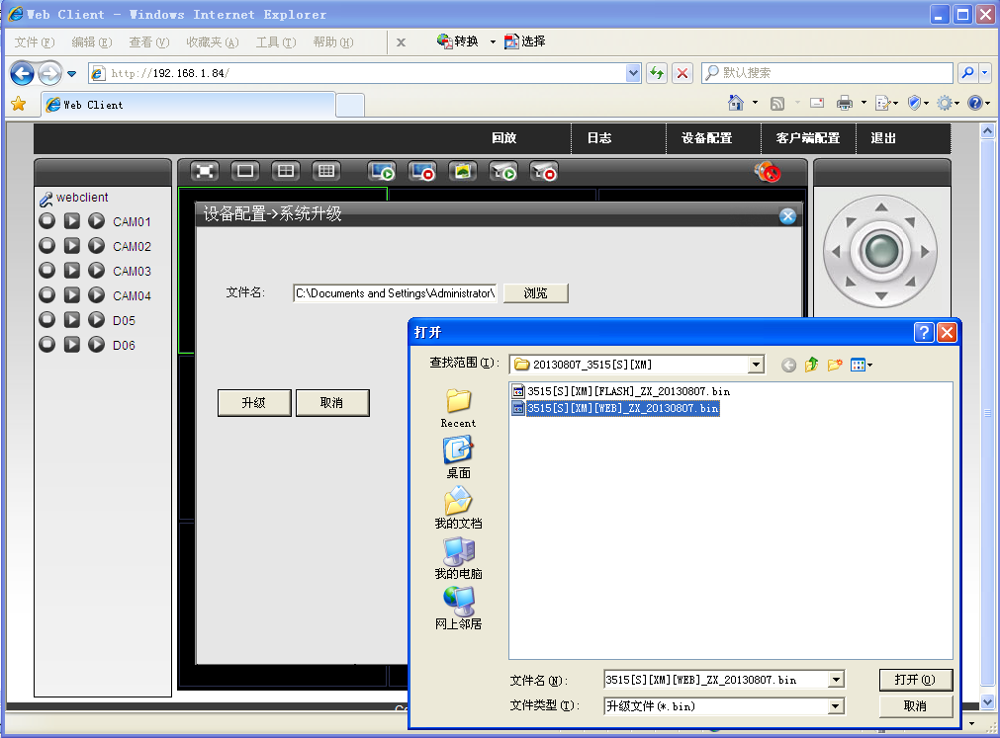 Web Client - Windows Internet Explorer
文件(F) 编辑(E) 查看(V) 收藏夹(A) 工具(T) 帮助(H) x 转换 选择
http://192.168.1.84/ 默认搜索
Web Client
回放 日志 设备配置 客户端配置 退出
webclient
CAM01
CAM02
CAM03
CAM04
D05
D06
设备配置->系统升级
文件名: C:\Documents and Settings\Administrator\ 浏览
升级 取消
打开
查找范围(I): 20130807_3515[S][XM]
3515[S][XM][FLASH]_ZX_20130807.bin
3515[S][XM][WEB]_ZX_20130807.bin
Recent
桌面
我的文档
我的电脑
网上邻居
文件名(N): 3515[S][XM][WEB]_ZX_20130807.bin 打开(O)
文件类型(T): 升级文件(*.bin) 取消